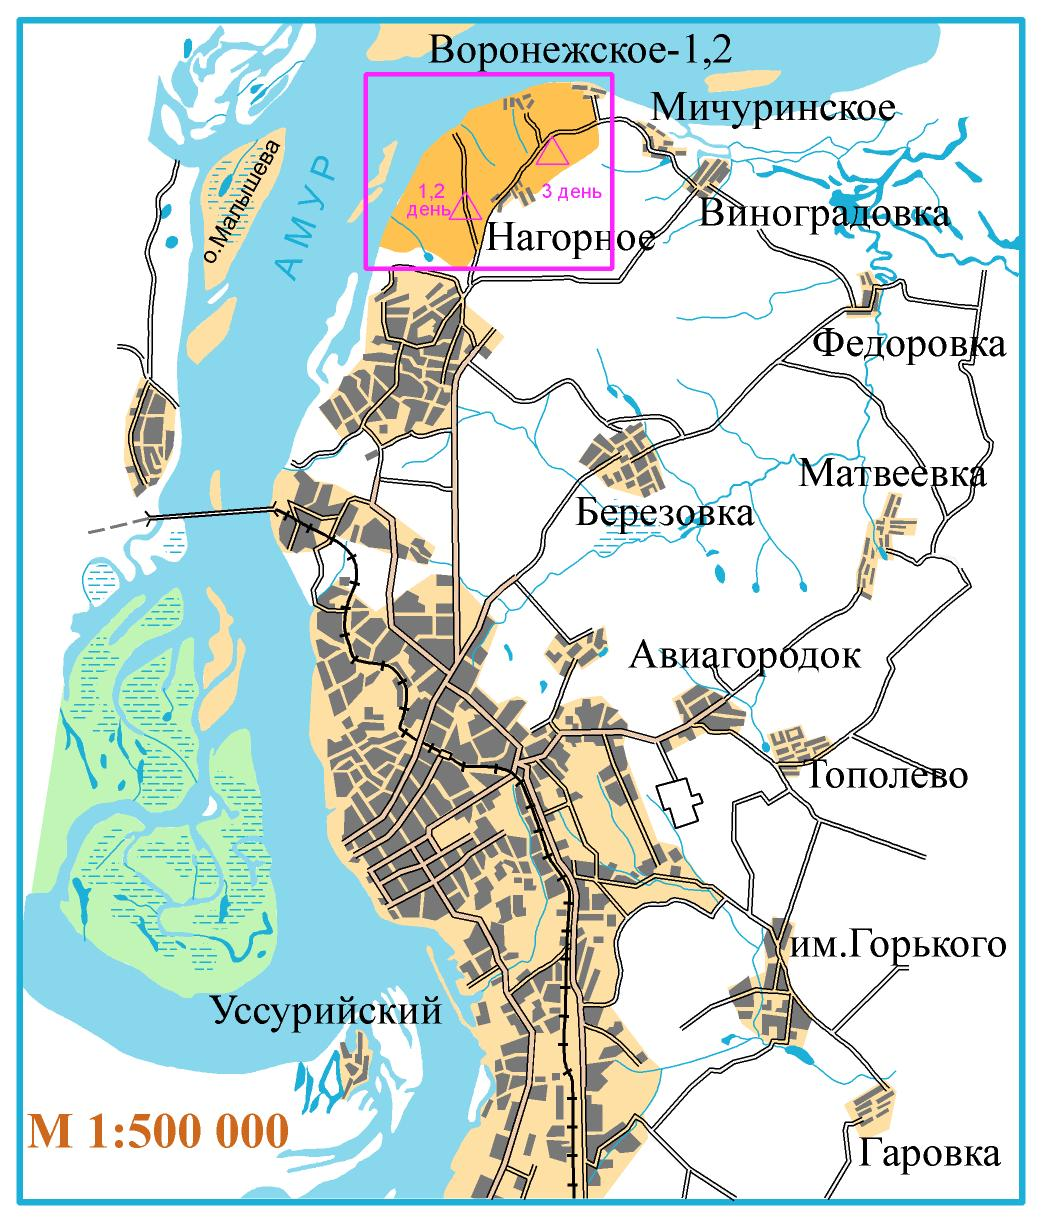 Воронежское-1,2
Мичуринское
о.Малышева
АМУР
1,2
день
3 день
Виноградовка
Нагорное
Федоровка
Матвеевка
Березовка
Авиагородок
Тополево
им.Горького
Уссурийский
М 1:500 000
Гаровка